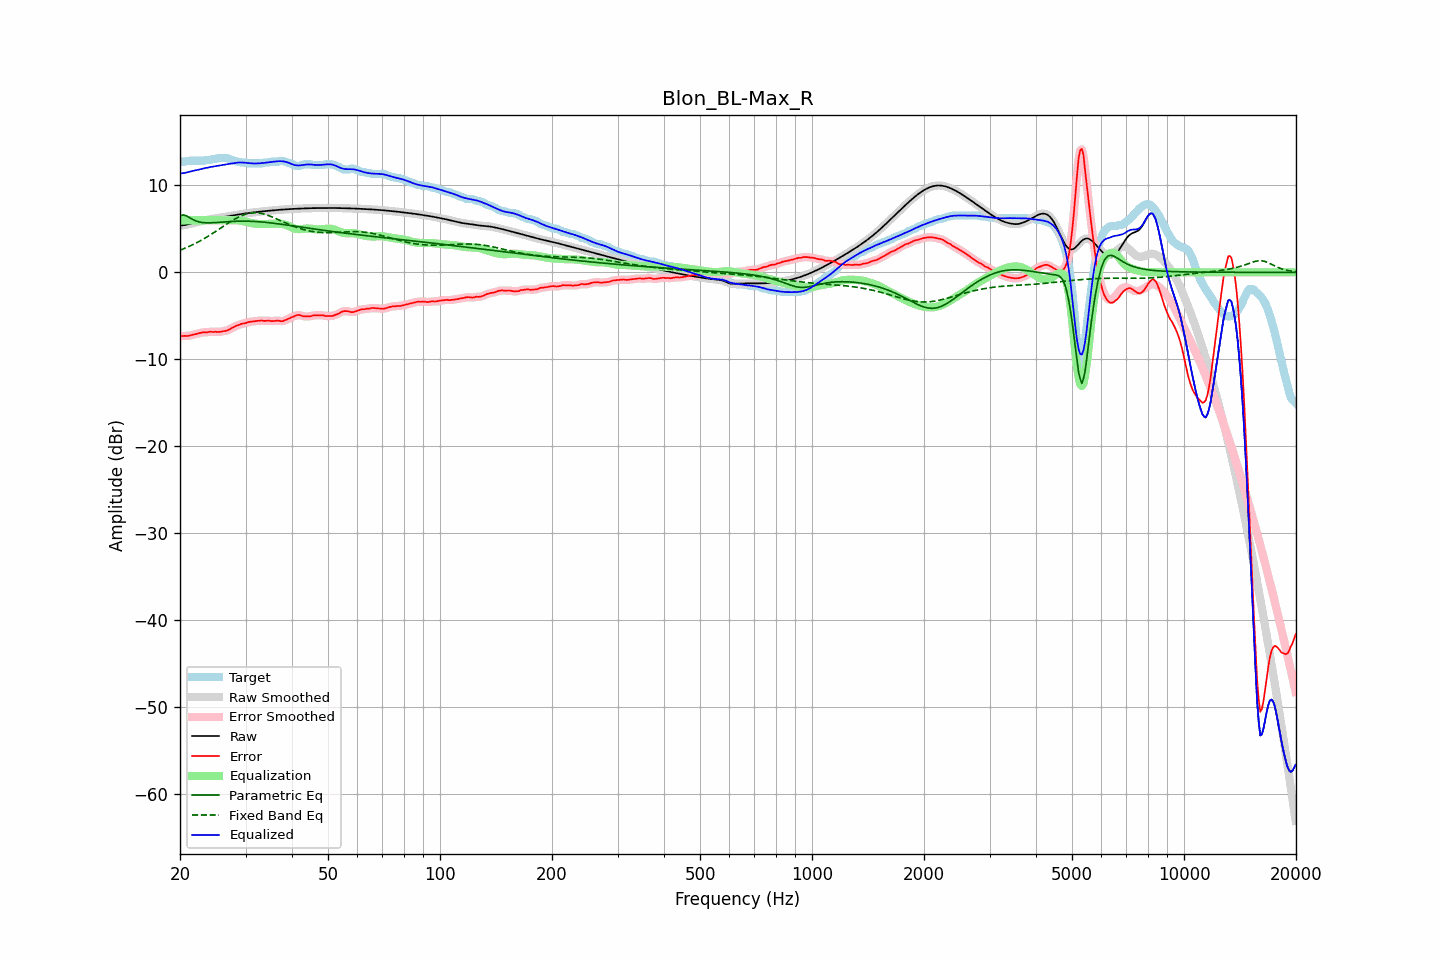 Blon_BL-Max_R
Amplitude (dBr)
10
0
−10
−20
−30
−40
−50
−60
Target
Raw Smoothed
Error Smoothed
Raw
Error
Equalization
Parametric Eq
Fixed Band Eq
Equalized
20 50 100 200 500 1000 2000 5000 10000 20000
Frequency (Hz)